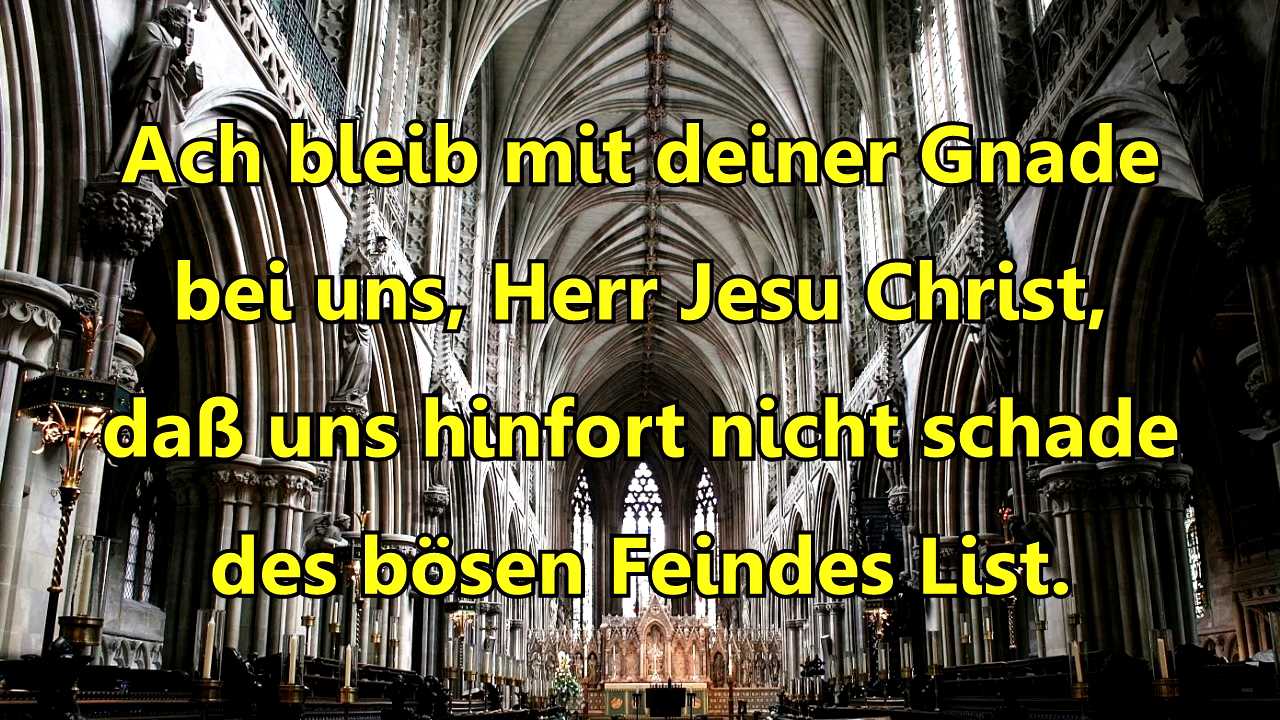 Ach bleib mit deiner Gnade
bei uns, Herr Jesu Christ,
daß uns hinfort nicht schade
des bösen Feindes List.